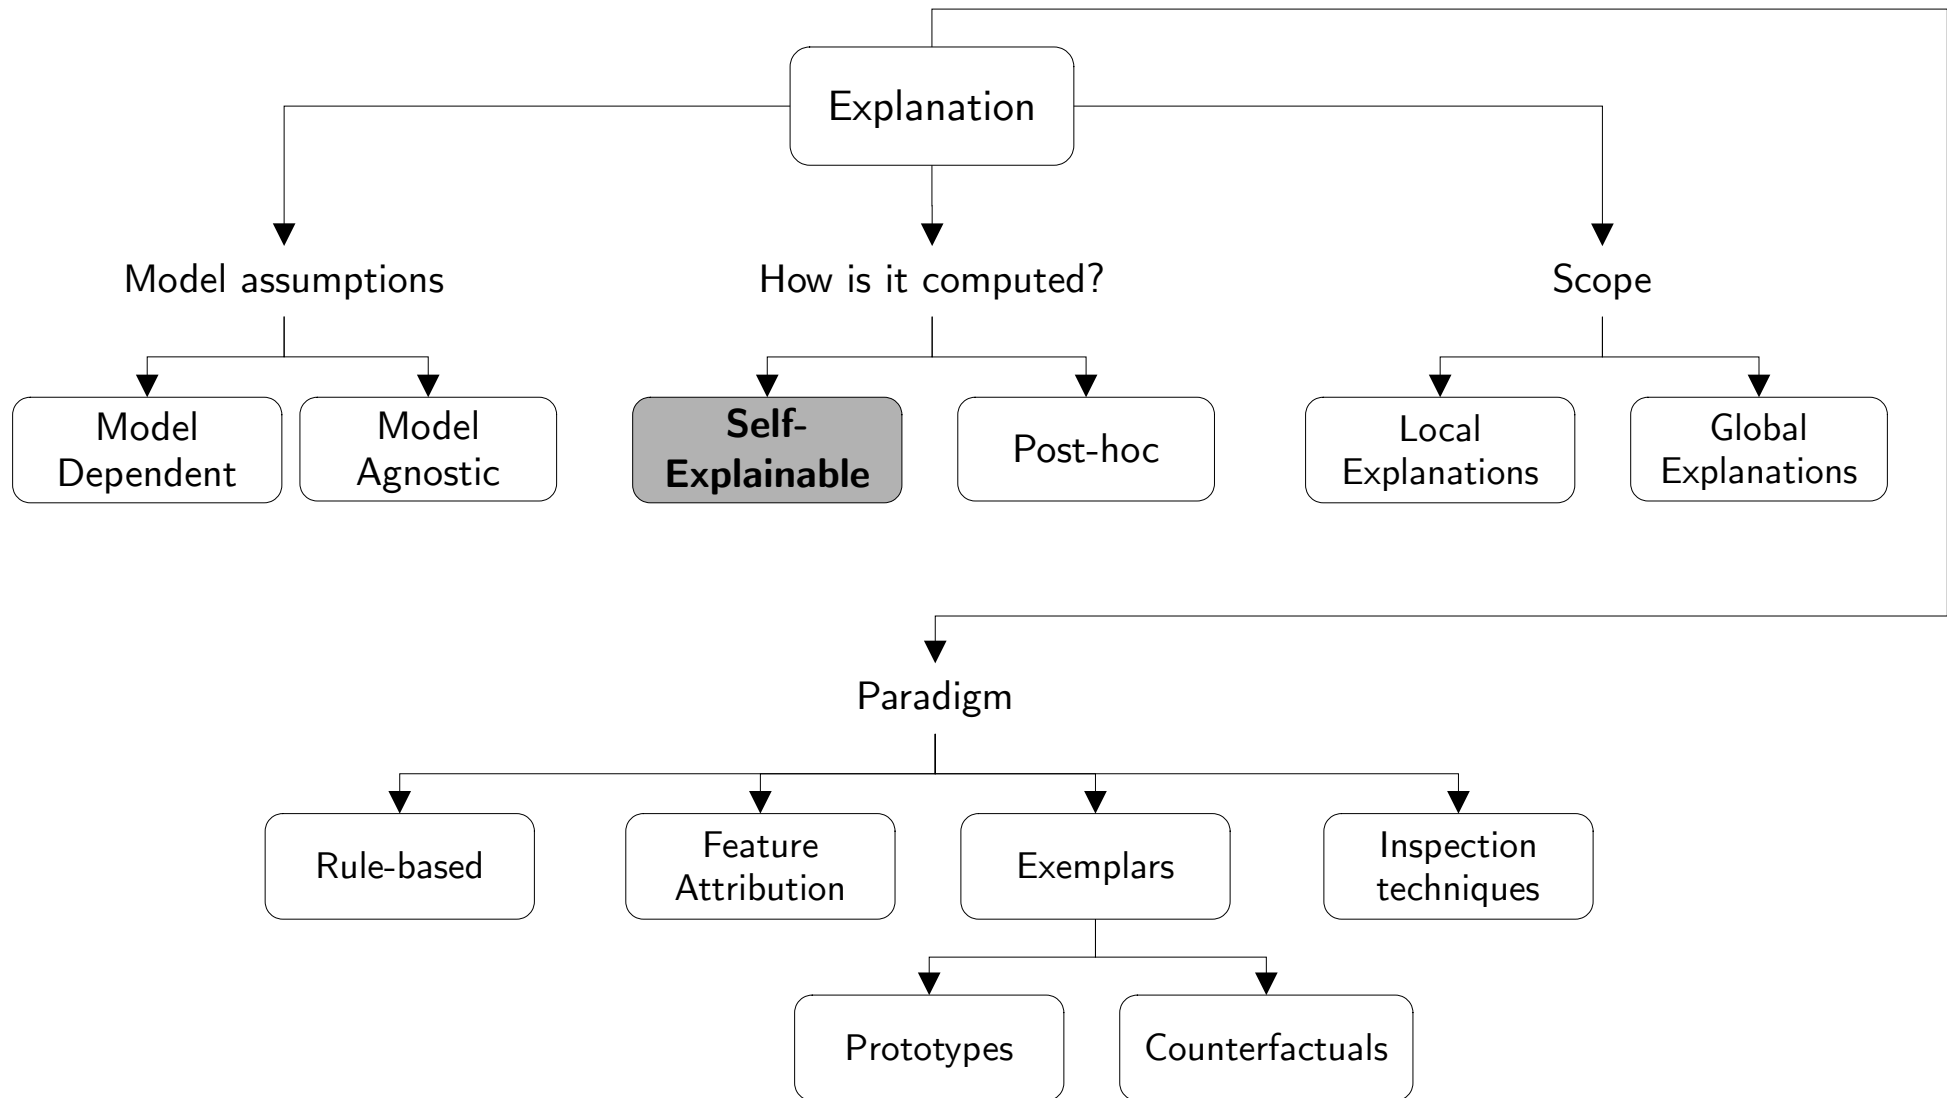 Explanation
Model assumptions
How is it computed?
Scope
Model
Dependent
Model
Agnostic
Self-
Explainable
Post-hoc
Local
Explanations
Global
Explanations
Paradigm
Rule-based
Feature
Attribution
Exemplars
Inspection
techniques
Prototypes
Counterfactuals